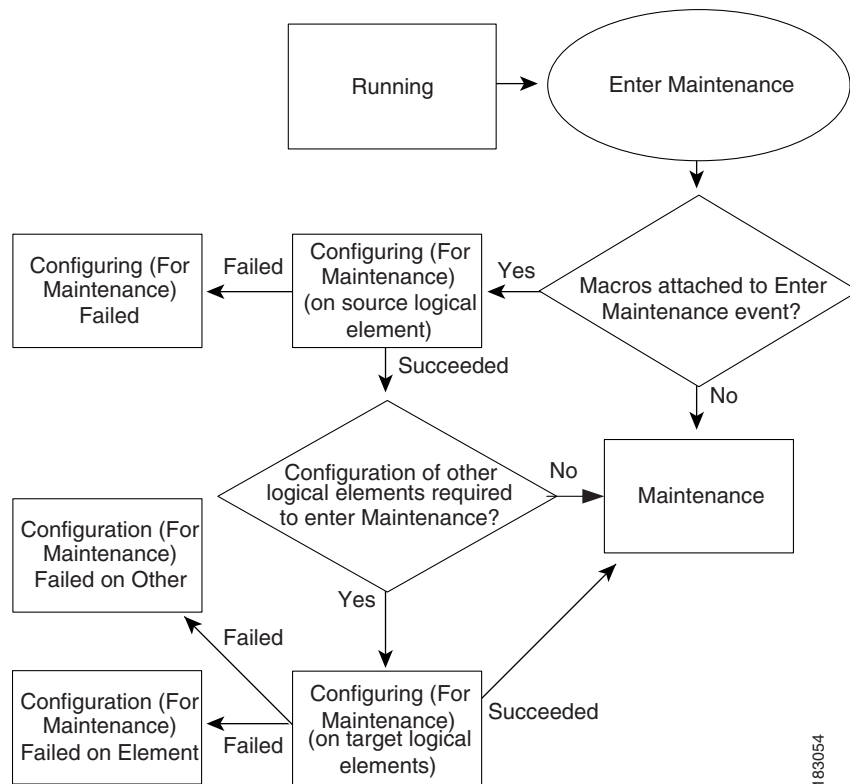 Running
Enter Maintenance
Macros attached to Enter
Maintenance event?
Yes
No
Configuring (For
Maintenance)
(on source logical
element)
Failed
Configuring (For
Maintenance)
Failed
Succeeded
Configuration of other
logical elements required
to enter Maintenance?
No
Maintenance
Yes
Configuration (For
Maintenance)
Failed on Other
Failed
Configuring (For
Maintenance)
(on target logical
elements)
Succeeded
Configuration (For
Maintenance)
Failed on Element
Failed
183054